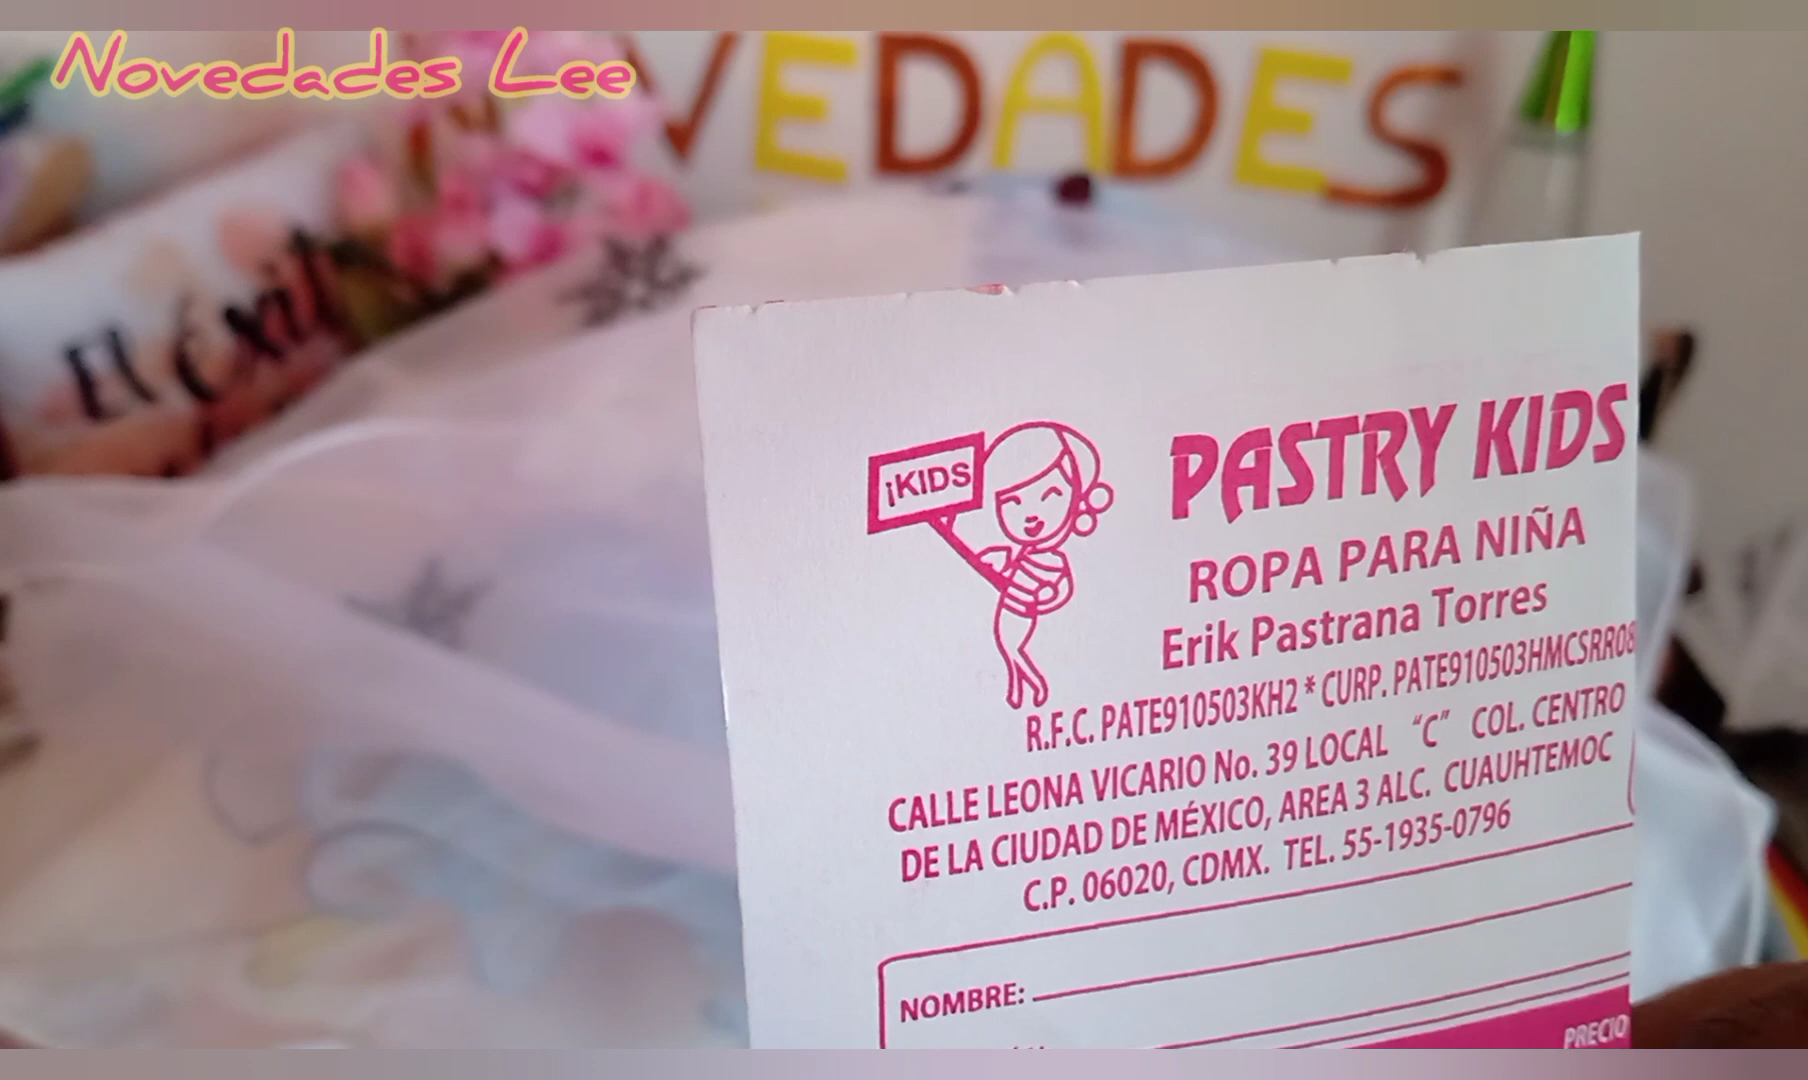 Novedades Lee
VEDADES
El Éxit
¡KIDS
PASTRY KIDS
ROPA PARA NIÑA
Erik Pastrana Torres
R.F.C. PATE910503KH2 * CURP. PATE910503HMCSRR08
CALLE LEONA VICARIO No. 39 LOCAL "C" COL. CENTRO
DE LA CIUDAD DE MÉXICO, AREA 3 ALC. CUAUHTEMOC
C.P. 06020, CDMX. TEL. 55-1935-0796
NOMBRE:
PRECIO